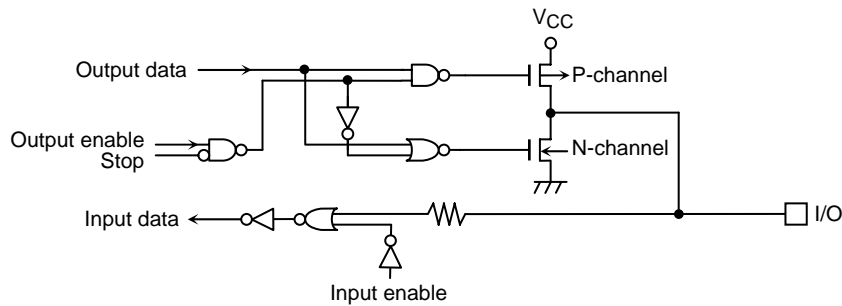 VCC
Output data
P-channel
Output enable
Stop
N-channel
Input data
I/O
Input enable